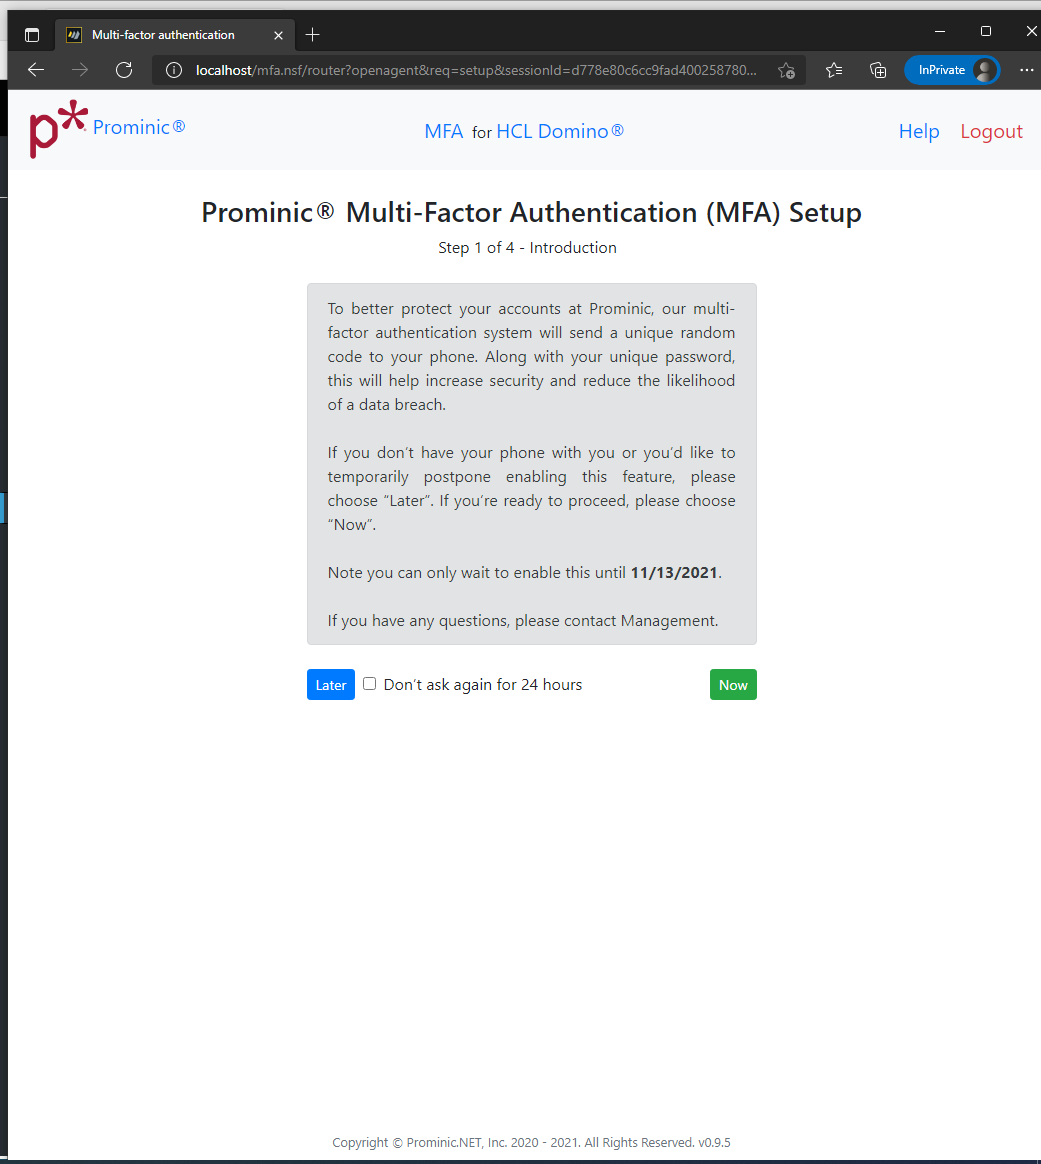 Multi-factor authentication
localhost/mfa.nsf/router?openagent&req=setup&sessionId=d778e80c6cc9fad400258780...
InPrivate
p* Prominic®
MFA for HCL Domino®
Help
Logout
Prominic® Multi-Factor Authentication (MFA) Setup
Step 1 of 4 - Introduction
To better protect your accounts at Prominic, our multi-
factor authentication system will send a unique random
code to your phone. Along with your unique password,
this will help increase security and reduce the likelihood
of a data breach.
If you don't have your phone with you or you'd like to
temporarily postpone enabling this feature, please
choose “Later”. If you're ready to proceed, please choose
“Now”.
Note you can only wait to enable this until 11/13/2021.
If you have any questions, please contact Management.
Later
Don't ask again for 24 hours
Now
Copyright © Prominic.NET, Inc. 2020 - 2021. All Rights Reserved. v0.9.5